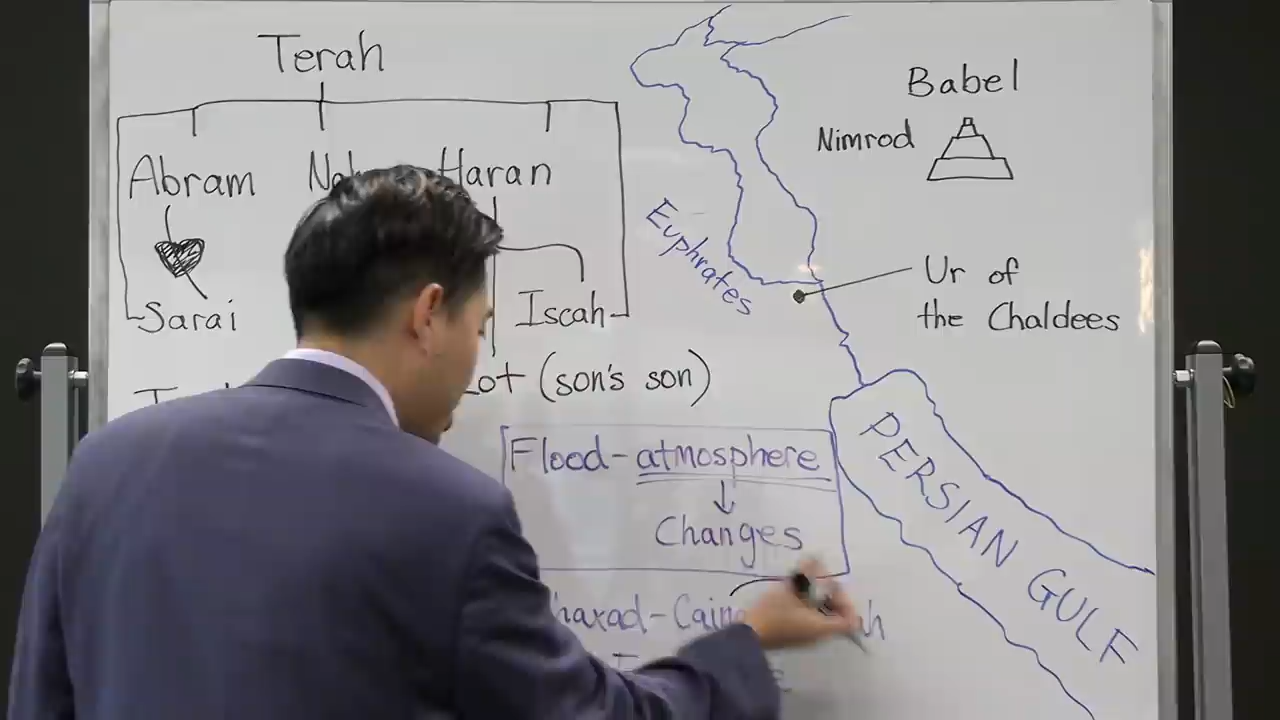 Terah
Abram Haran
Sarai
Iscah
(son's son)
Flood-atmosphere
Changes
Babel
Nimrod
Euphrates
Ur of
the Chaldees
PERSIAN GULF